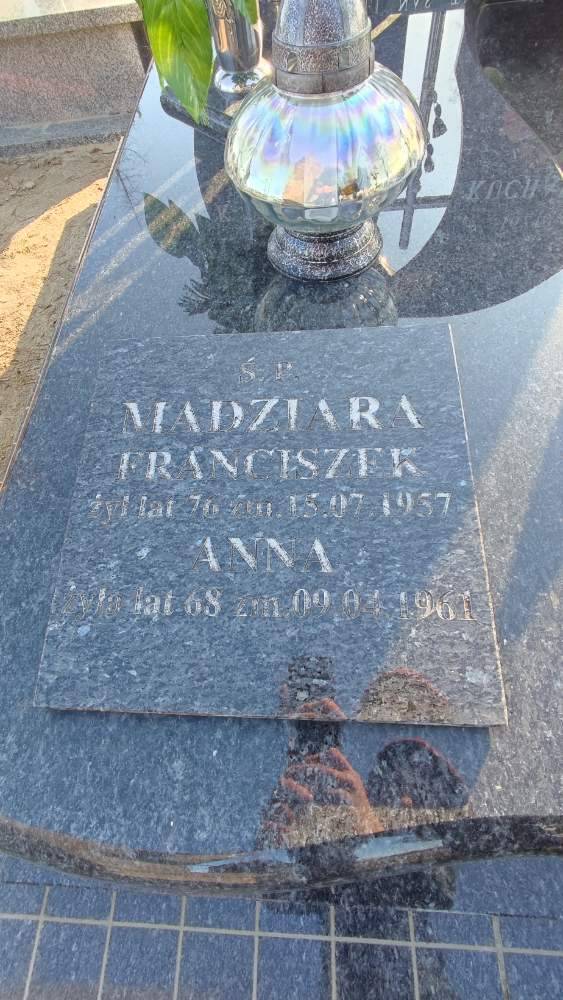 Ś. P.
MADZIARA
FRANCISZEK
żył lat 76 zm.15.07.1957
ANNA
żyła lat 68 zm.09.04.1961